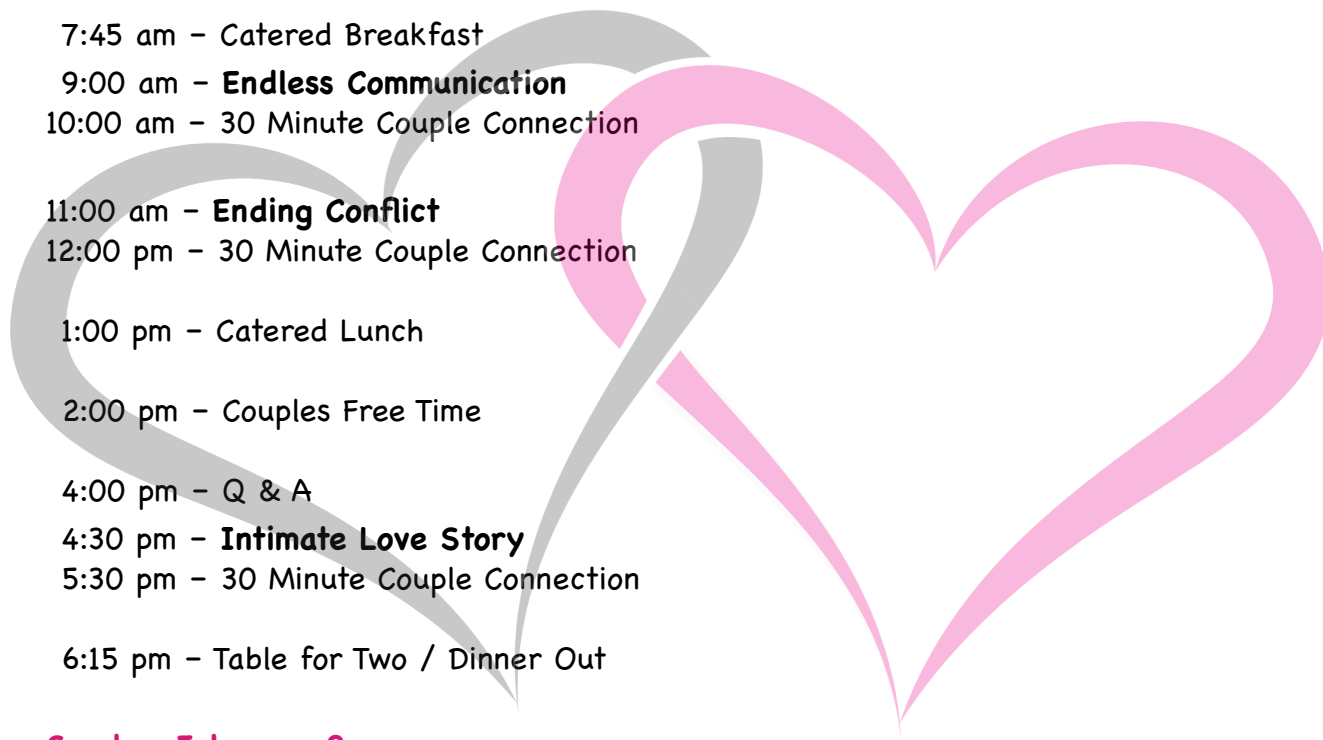 7:45 am – Catered Breakfast
9:00 am – Endless Communication
10:00 am – 30 Minute Couple Connection
11:00 am – Ending Conflict
12:00 pm – 30 Minute Couple Connection
1:00 pm – Catered Lunch
2:00 pm – Couples Free Time
4:00 pm – Q & A
4:30 pm – Intimate Love Story
5:30 pm – 30 Minute Couple Connection
6:15 pm – Table for Two / Dinner Out